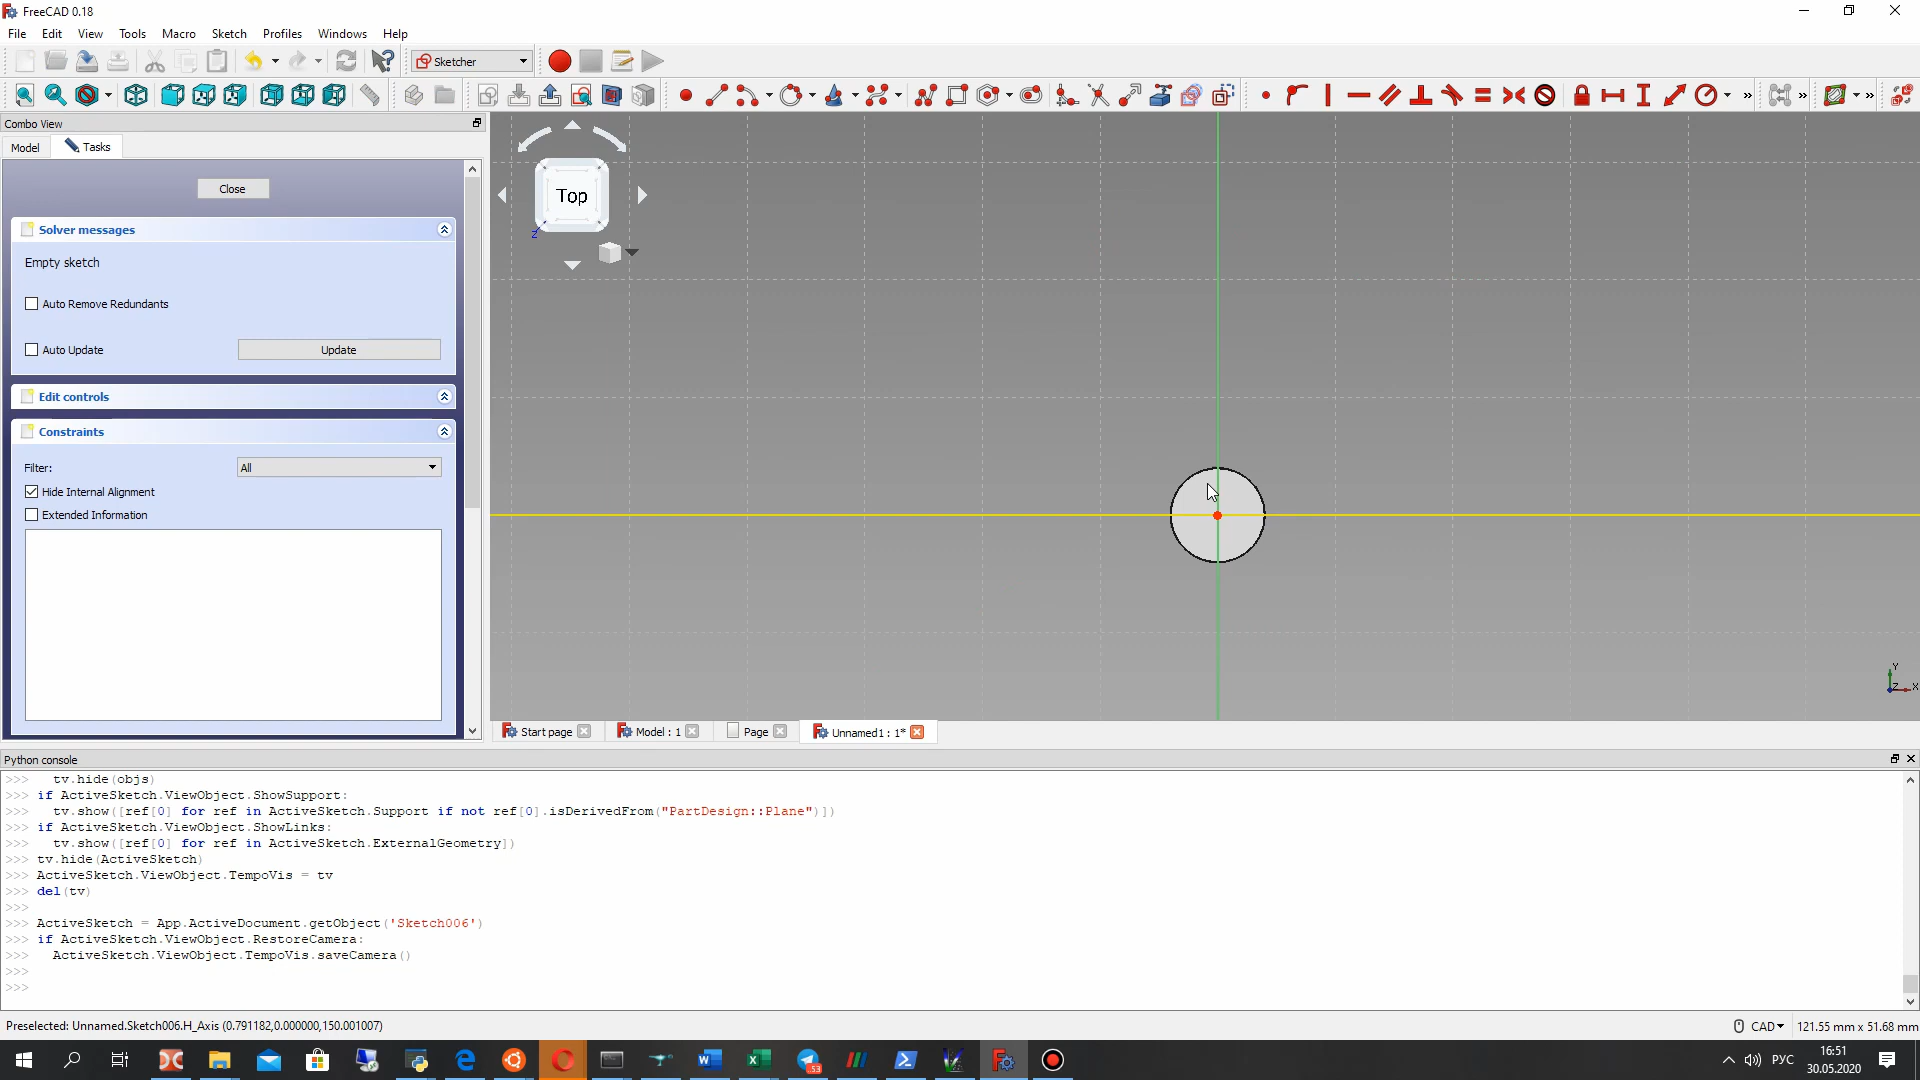 FreeCAD 0.18
File Edit View Tools Macro Sketch Profiles Windows Help
Sketcher
Combo View
Model Tasks
Close
Solver messages
Empty sketch
Auto Remove Redundants
Auto Update Update
Edit controls
Constraints
Filter: All
Hide Internal Alignment
Extended Information
Top
Z
Y
Z X
Start page Model : 1 Page Unnamed1 : 1*
Python console
>>>   tv.hide(objs)
>>> if ActiveSketch.ViewObject.ShowSupport:
>>>   tv.show([ref[0] for ref in ActiveSketch.Support if not ref[0].isDerivedFrom("PartDesign::Plane")])
>>> if ActiveSketch.ViewObject.ShowLinks:
>>>   tv.show([ref[0] for ref in ActiveSketch.ExternalGeometry])
>>> tv.hide(ActiveSketch)
>>> ActiveSketch.ViewObject.TempoVis = tv
>>> del(tv)
>>>
>>> ActiveSketch = App.ActiveDocument.getObject('Sketch006')
>>> if ActiveSketch.ViewObject.RestoreCamera:
>>>   ActiveSketch.ViewObject.TempoVis.saveCamera()
>>>
>>>
Preselected: Unnamed.Sketch006.H_Axis (0.791182,0.000000,150.001007) CAD 121.55 mm x 51.68 mm
53 РУС 16:51
30.05.2020